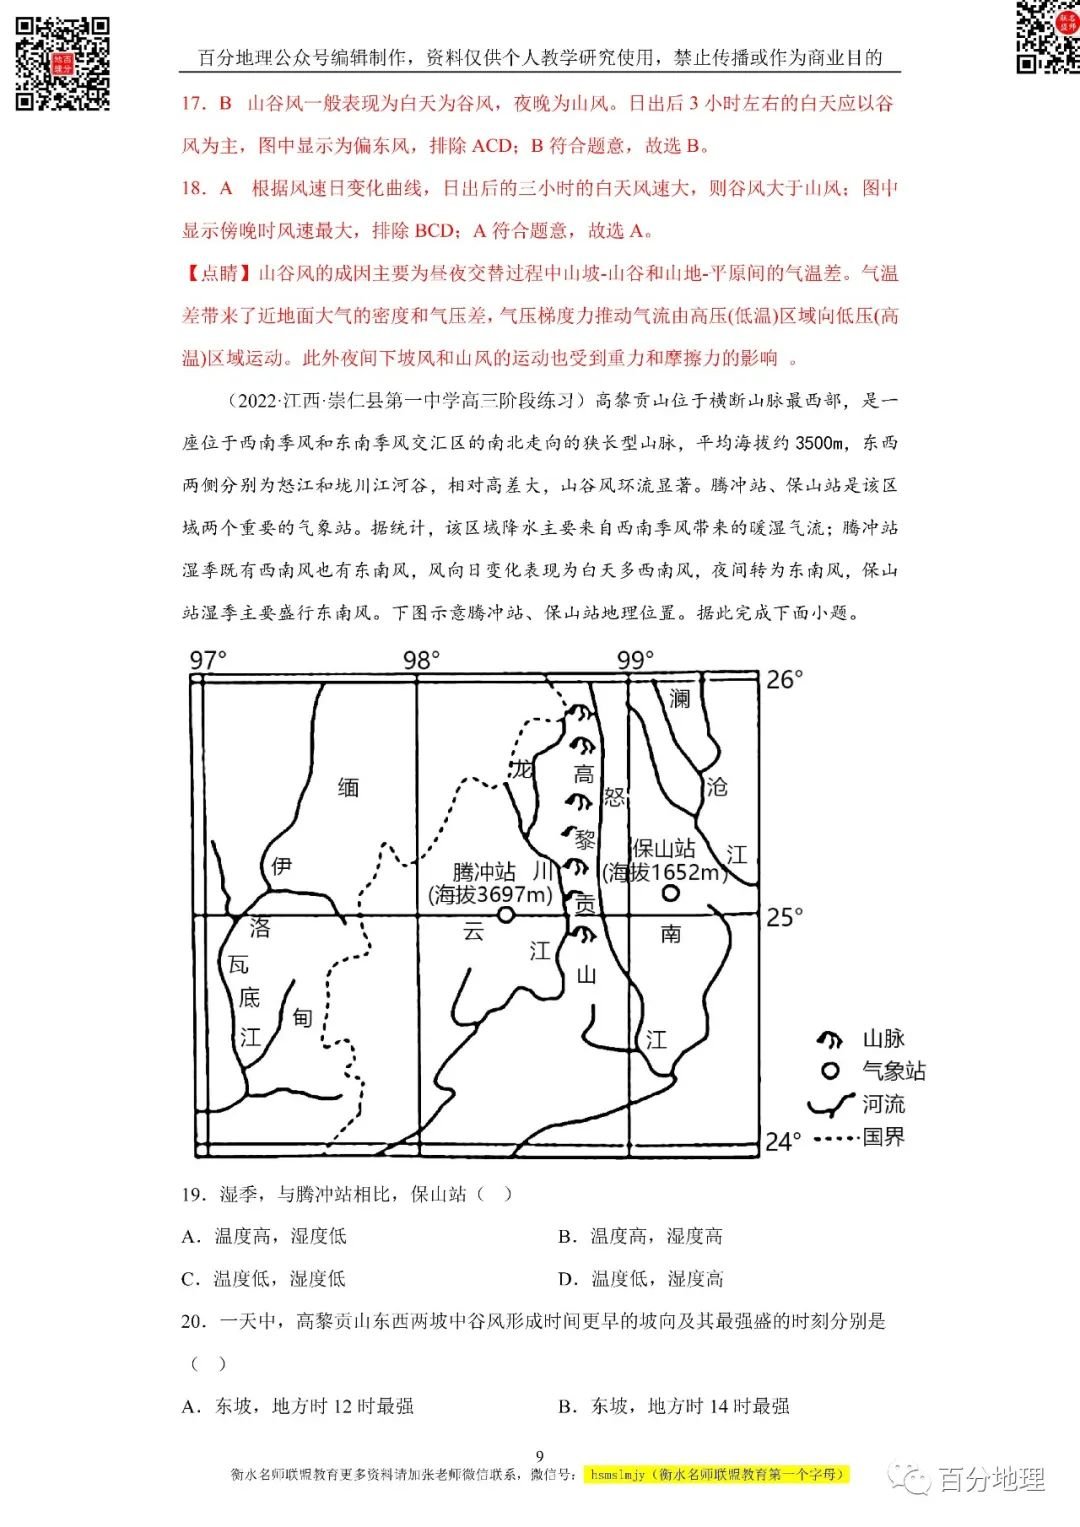 百分地理公众号编辑制作，资料仅供个人教学研究使用，禁止传播或作为商业目的
17．B 山谷风一般表现为白天为谷风，夜晚为山风。日出后 3 小时左右的白天应以谷
风为主，图中显示为偏东风，排除 ACD；B 符合题意，故选 B。
18．A 根据风速日变化曲线，日出后的三小时的白天风速大，则谷风大于山风；图中
显示傍晚时风速最大，排除 BCD；A 符合题意，故选 A。
【点睛】山谷风的成因主要为昼夜交替过程中山坡-山谷和山地-平原间的气温差。气温
差带来了近地面大气的密度和气压差，气压梯度力推动气流由高压(低温)区域向低压(高
温)区域运动。此外夜间下坡风和山风的运动也受到重力和摩擦力的影响 。
（2022·江西·崇仁县第一中学高三阶段练习）高黎贡山位于横断山脉最西部，是一
座位于西南季风和东南季风交汇区的南北走向的狭长型山脉，平均海拔约 3500m，东西
两侧分别为怒江和垅川江河谷，相对高差大，山谷风环流显著。腾冲站、保山站是该区
域两个重要的气象站。据统计，该区域降水主要来自西南季风带来的暖湿气流；腾冲站
湿季既有西南风也有东南风，风向日变化表现为白天多西南风，夜间转为东南风，保山
站湿季主要盛行东南风。下图示意腾冲站、保山站地理位置。据此完成下面小题。
97° 98° 99°
26°
澜
龙 高
缅 怒 沧
黎 保山站
伊 腾冲站 川 (海拔1652m) 江
(海拔3697m) 贡
25°
洛 云 南
瓦 江 山
底
甸
江 江
24°
山脉
气象站
河流
国界
19．湿季，与腾冲站相比，保山站（ ）
A．温度高，湿度低 B．温度高，湿度高
C．温度低，湿度低 D．温度低，湿度高
20．一天中，高黎贡山东西两坡中谷风形成时间更早的坡向及其最强盛的时刻分别是
（ ）
A．东坡，地方时 12 时最强 B．东坡，地方时 14 时最强
9
衡水名师联盟教育更多资料请加张老师微信联系，微信号： hsmslmjy（衡水名师联盟教育第一个字母）
百分地理